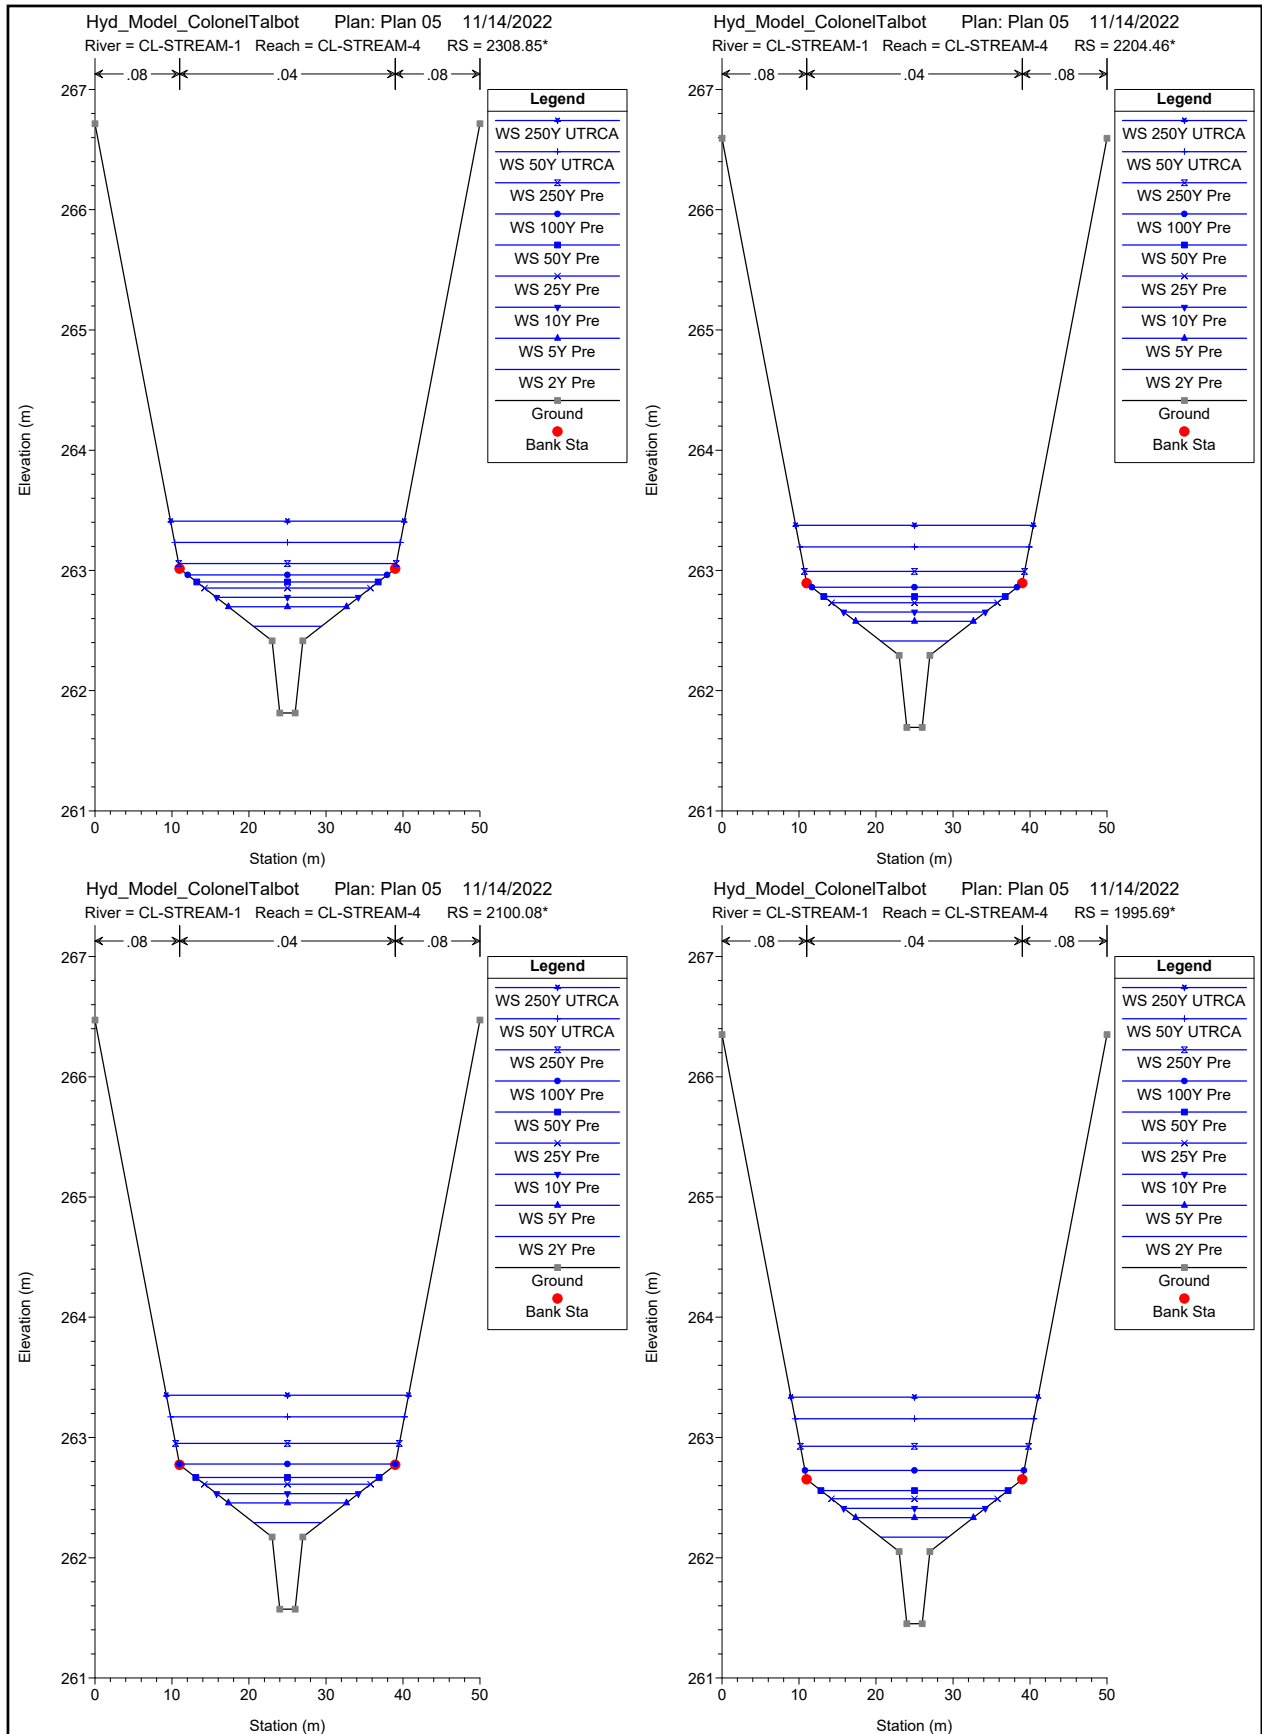 Hyd_Model_ColonelTalbot Plan: Plan 05 11/14/2022
River = CL-STREAM-1 Reach = CL-STREAM-4 RS = 2308.85*
.08 .04 .08
267
266
265
264
263
262
261
Elevation (m)
0 10 20 30 40 50
Station (m)
Legend
WS 250Y UTRCA
WS 50Y UTRCA
WS 250Y Pre
WS 100Y Pre
WS 50Y Pre
WS 25Y Pre
WS 10Y Pre
WS 5Y Pre
WS 2Y Pre
Ground
Bank Sta
Hyd_Model_ColonelTalbot Plan: Plan 05 11/14/2022
River = CL-STREAM-1 Reach = CL-STREAM-4 RS = 2204.46*
.08 .04 .08
267
266
265
264
263
262
261
Elevation (m)
0 10 20 30 40 50
Station (m)
Legend
WS 250Y UTRCA
WS 50Y UTRCA
WS 250Y Pre
WS 100Y Pre
WS 50Y Pre
WS 25Y Pre
WS 10Y Pre
WS 5Y Pre
WS 2Y Pre
Ground
Bank Sta
Hyd_Model_ColonelTalbot Plan: Plan 05 11/14/2022
River = CL-STREAM-1 Reach = CL-STREAM-4 RS = 2100.08*
.08 .04 .08
267
266
265
264
263
262
261
Elevation (m)
0 10 20 30 40 50
Station (m)
Legend
WS 250Y UTRCA
WS 50Y UTRCA
WS 250Y Pre
WS 100Y Pre
WS 50Y Pre
WS 25Y Pre
WS 10Y Pre
WS 5Y Pre
WS 2Y Pre
Ground
Bank Sta
Hyd_Model_ColonelTalbot Plan: Plan 05 11/14/2022
River = CL-STREAM-1 Reach = CL-STREAM-4 RS = 1995.69*
.08 .04 .08
267
266
265
264
263
262
261
Elevation (m)
0 10 20 30 40 50
Station (m)
Legend
WS 250Y UTRCA
WS 50Y UTRCA
WS 250Y Pre
WS 100Y Pre
WS 50Y Pre
WS 25Y Pre
WS 10Y Pre
WS 5Y Pre
WS 2Y Pre
Ground
Bank Sta